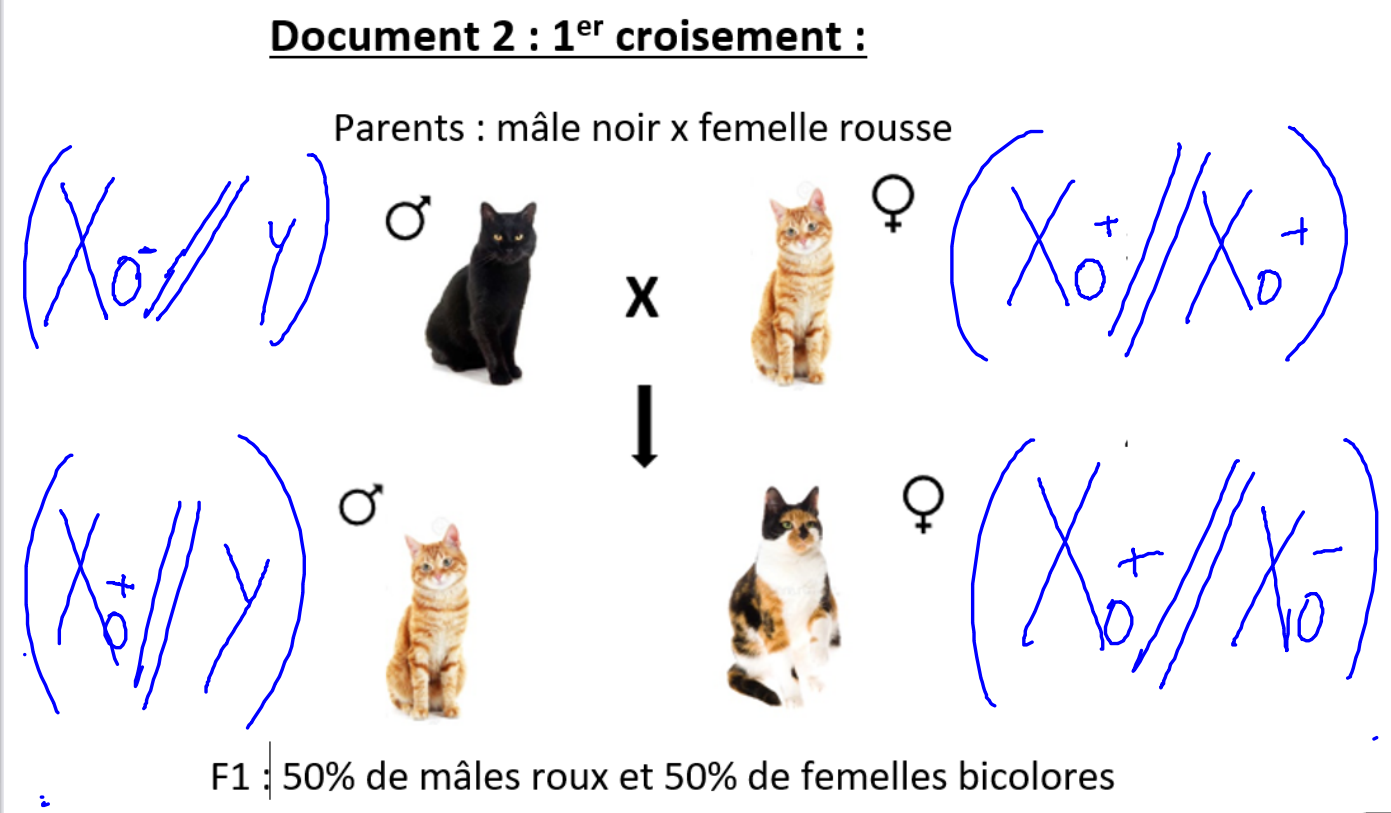 Document 2 : 1er croisement :
Parents : mâle noir x femelle rousse
(XO-//Y)
♂
X
♀
(XO+//XO+)
(XO+//Y)
♂
♀
(XO+//XO-)
F1 : 50% de mâles roux et 50% de femelles bicolores